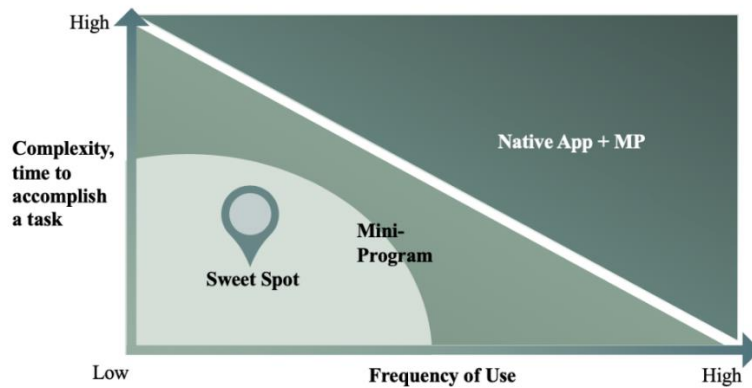 High
Complexity,
time to
accomplish
a task
Native App + MP
Mini-
Program
Sweet Spot
Low
Frequency of Use
High